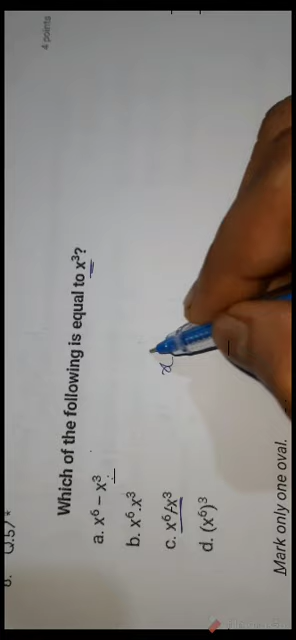 Q.57*
4 points
Which of the following is equal to x³?
a. x⁶ – x³
b. x⁶.x³
c. x⁶/x³
d. (x⁶)³
x
Mark only one oval.